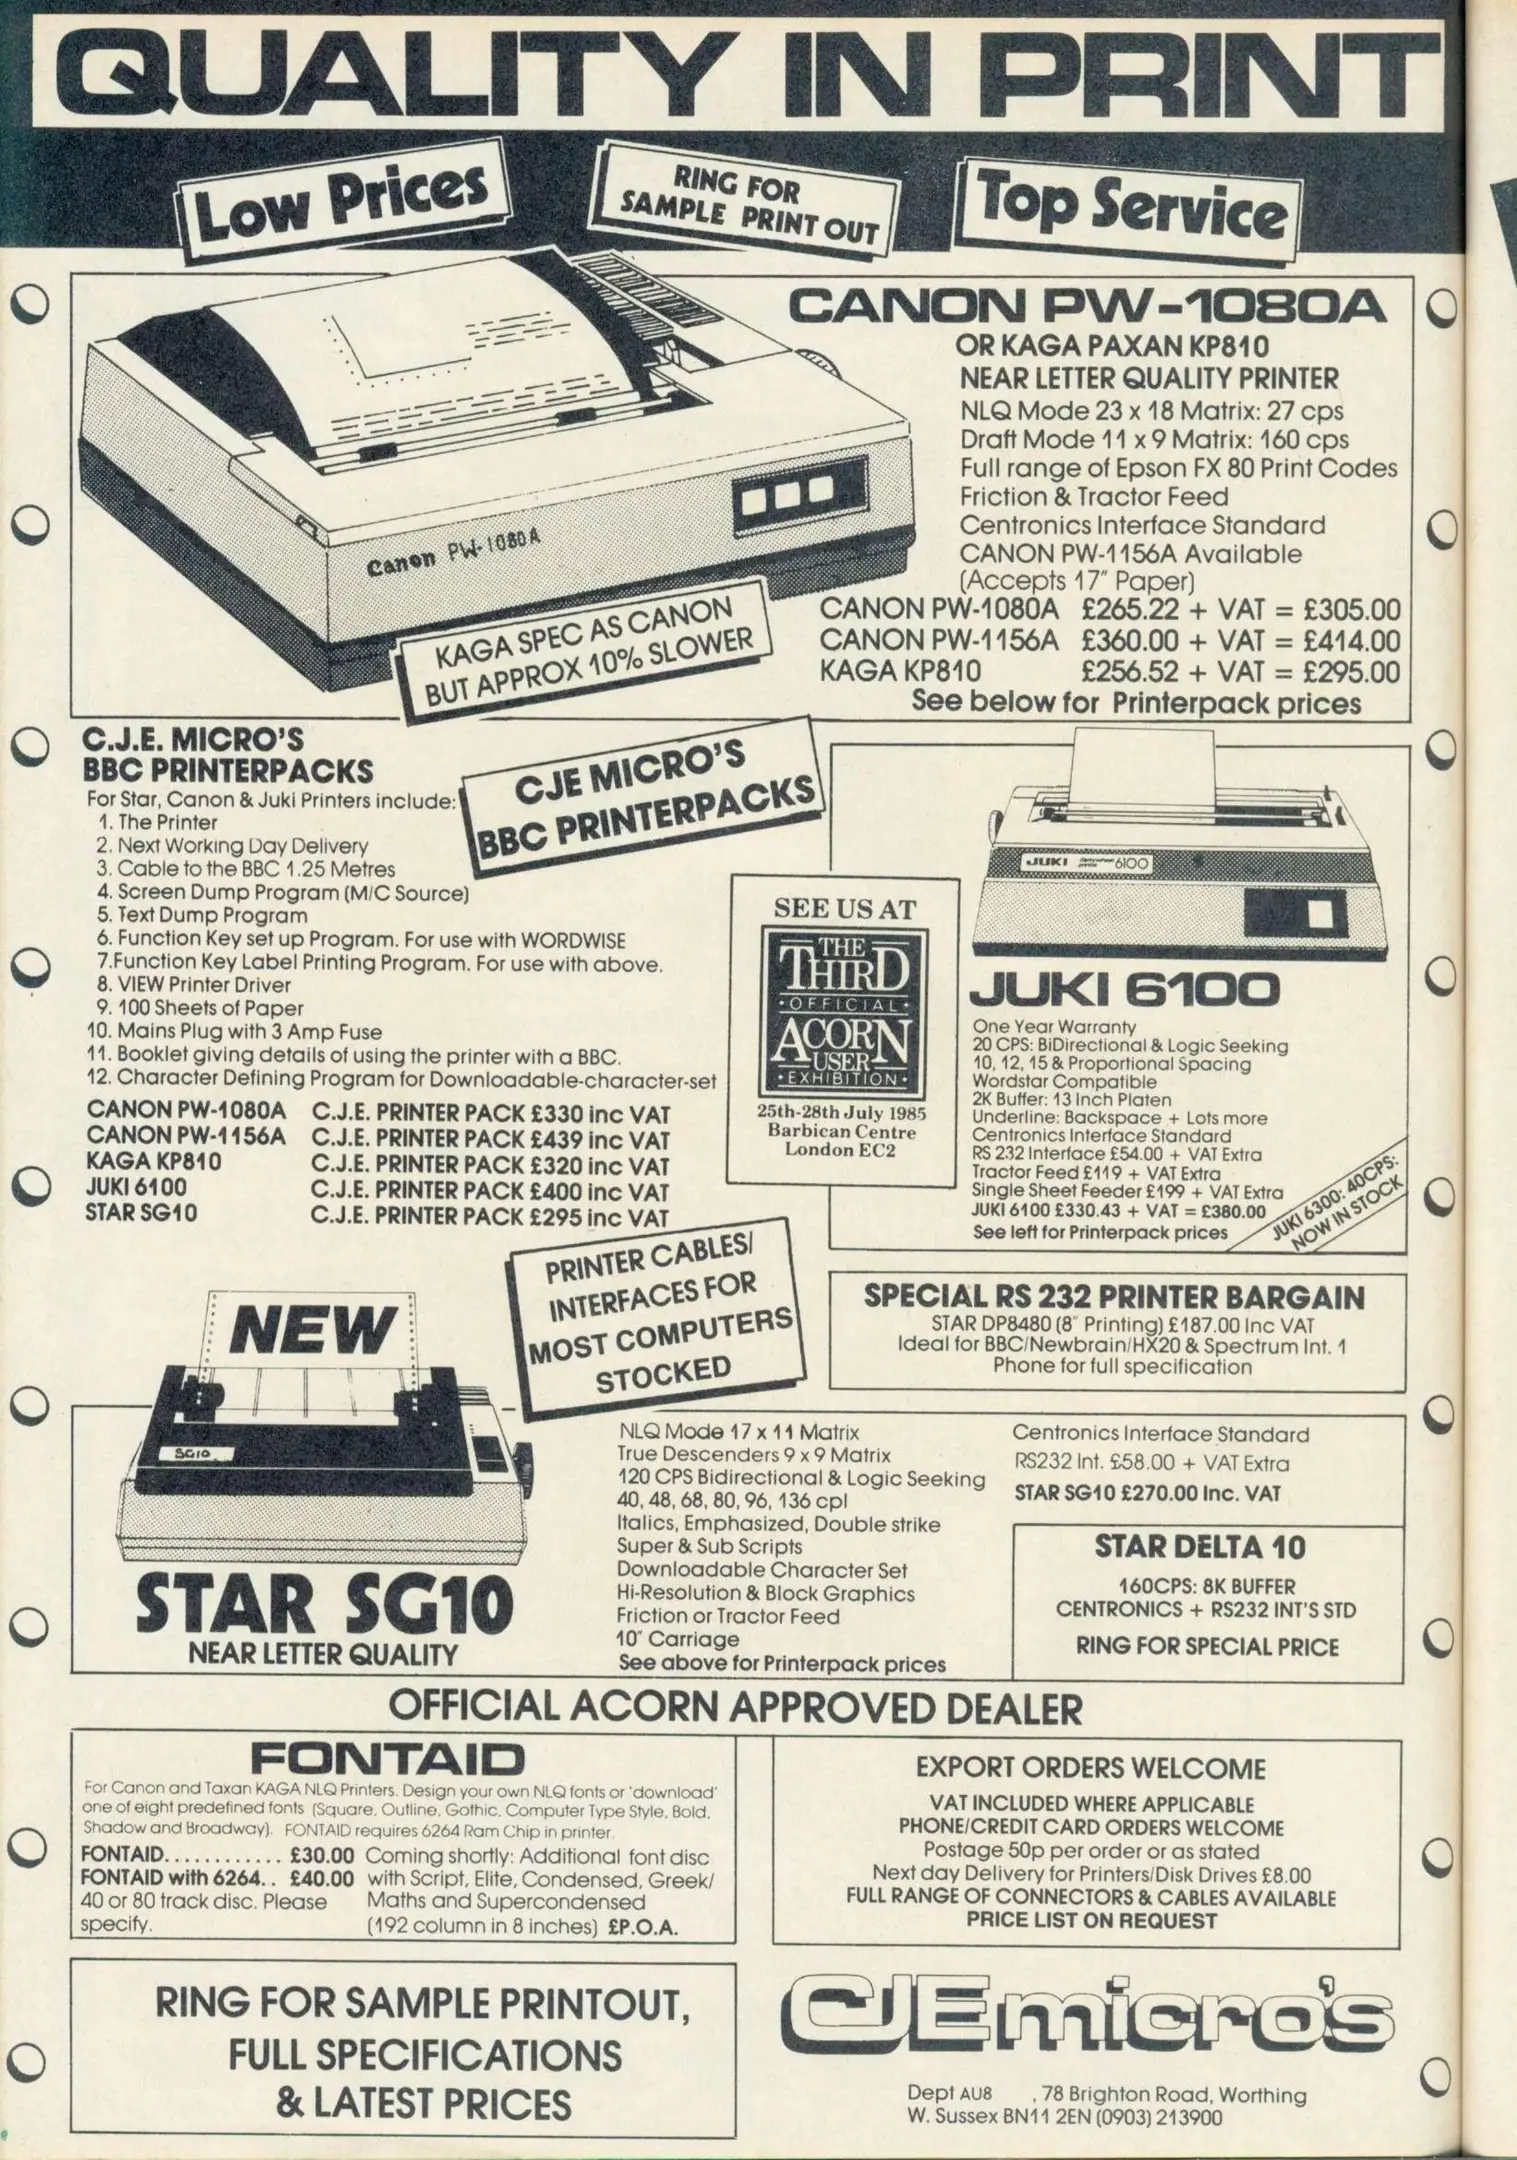 QUALITY IN PRINT
Low Prices
RING FOR
SAMPLE PRINT OUT
Top Service
CANON PW-1080A
OR KAGA PAXAN KP810
NEAR LETTER QUALITY PRINTER
NLQ Mode 23 x 18 Matrix: 27 cps
Draft Mode 11 x 9 Matrix: 160 cps
Full range of Epson FX 80 Print Codes
Friction & Tractor Feed
Centronics Interface Standard
CANON PW-1156A Available
(Accepts 17" Paper)
CANON PW-1080A £265.22 + VAT = £305.00
CANON PW-1156A £360.00 + VAT = £414.00
KAGA KP810 £256.52 + VAT = £295.00
See below for Printerpack prices
Canon PW-1080A
KAGA SPEC AS CANON
BUT APPROX 10% SLOWER
C.J.E. MICRO'S
BBC PRINTERPACKS
For Star, Canon & Juki Printers include:
1. The Printer
2. Next Working Day Delivery
3. Cable to the BBC 1.25 Metres
4. Screen Dump Program (M/C Source)
5. Text Dump Program
6. Function Key set up Program. For use with WORDWISE
7.Function Key Label Printing Program. For use with above.
8. VIEW Printer Driver
9. 100 Sheets of Paper
10. Mains Plug with 3 Amp Fuse
11. Booklet giving details of using the printer with a BBC.
12. Character Defining Program for Downloadable-character-set
CANON PW-1080A C.J.E. PRINTER PACK £330 inc VAT
CANON PW-1156A C.J.E. PRINTER PACK £439 inc VAT
KAGA KP810 C.J.E. PRINTER PACK £320 inc VAT
JUKI 6100 C.J.E. PRINTER PACK £400 inc VAT
STAR SG10 C.J.E. PRINTER PACK £295 inc VAT
CJE MICRO'S
BBC PRINTERPACKS
SEE US AT
THE
THIRD
•OFFICIAL•
ACORN
USER
•EXHIBITION•
25th-28th July 1985
Barbican Centre
London EC2
JUKI 6100
JUKI 6100
One Year Warranty
20 CPS: BiDirectional & Logic Seeking
10, 12, 15 & Proportional Spacing
Wordstar Compatible
2K Buffer: 13 Inch Platen
Underline: Backspace + Lots more
Centronics Interface Standard
RS 232 Interface £54.00 + VAT Extra
Tractor Feed £119 + VAT Extra
Single Sheet Feeder £199 + VAT Extra
JUKI 6100 £330.43 + VAT = £380.00
See left for Printerpack prices
JUKI 6300: 40CPS:
NOW IN STOCK
PRINTER CABLES/
INTERFACES FOR
MOST COMPUTERS
STOCKED
SPECIAL RS 232 PRINTER BARGAIN
STAR DP8480 (8" Printing) £187.00 Inc VAT
Ideal for BBC/Newbrain/HX20 & Spectrum Int. 1
Phone for full specification
NEW
SG10
STAR SG10
NEAR LETTER QUALITY
NLQ Mode 17 x 11 Matrix
True Descenders 9 x 9 Matrix
120 CPS Bidirectional & Logic Seeking
40, 48, 68, 80, 96, 136 cpl
Italics, Emphasized, Double strike
Super & Sub Scripts
Downloadable Character Set
Hi-Resolution & Block Graphics
Friction or Tractor Feed
10" Carriage
See above for Printerpack prices
Centronics Interface Standard
RS232 Int. £58.00 + VAT Extra
STAR SG10 £270.00 Inc. VAT
STAR DELTA 10
160CPS: 8K BUFFER
CENTRONICS + RS232 INT'S STD
RING FOR SPECIAL PRICE
OFFICIAL ACORN APPROVED DEALER
FONTAID
For Canon and Taxan KAGA NLQ Printers. Design your own NLQ fonts or 'download'
one of eight predefined fonts (Square, Outline, Gothic, Computer Type Style, Bold,
Shadow and Broadway). FONTAID requires 6264 Ram Chip in printer.
FONTAID............ £30.00
FONTAID with 6264.. £40.00
40 or 80 track disc. Please
specify.
Coming shortly: Additional font disc
with Script, Elite, Condensed, Greek/
Maths and Supercondensed
(192 column in 8 inches) £P.O.A.
EXPORT ORDERS WELCOME
VAT INCLUDED WHERE APPLICABLE
PHONE/CREDIT CARD ORDERS WELCOME
Postage 50p per order or as stated
Next day Delivery for Printers/Disk Drives £8.00
FULL RANGE OF CONNECTORS & CABLES AVAILABLE
PRICE LIST ON REQUEST
RING FOR SAMPLE PRINTOUT,
FULL SPECIFICATIONS
& LATEST PRICES
CJE micro's
Dept AU8 , 78 Brighton Road, Worthing
W. Sussex BN11 2EN (0903) 213900